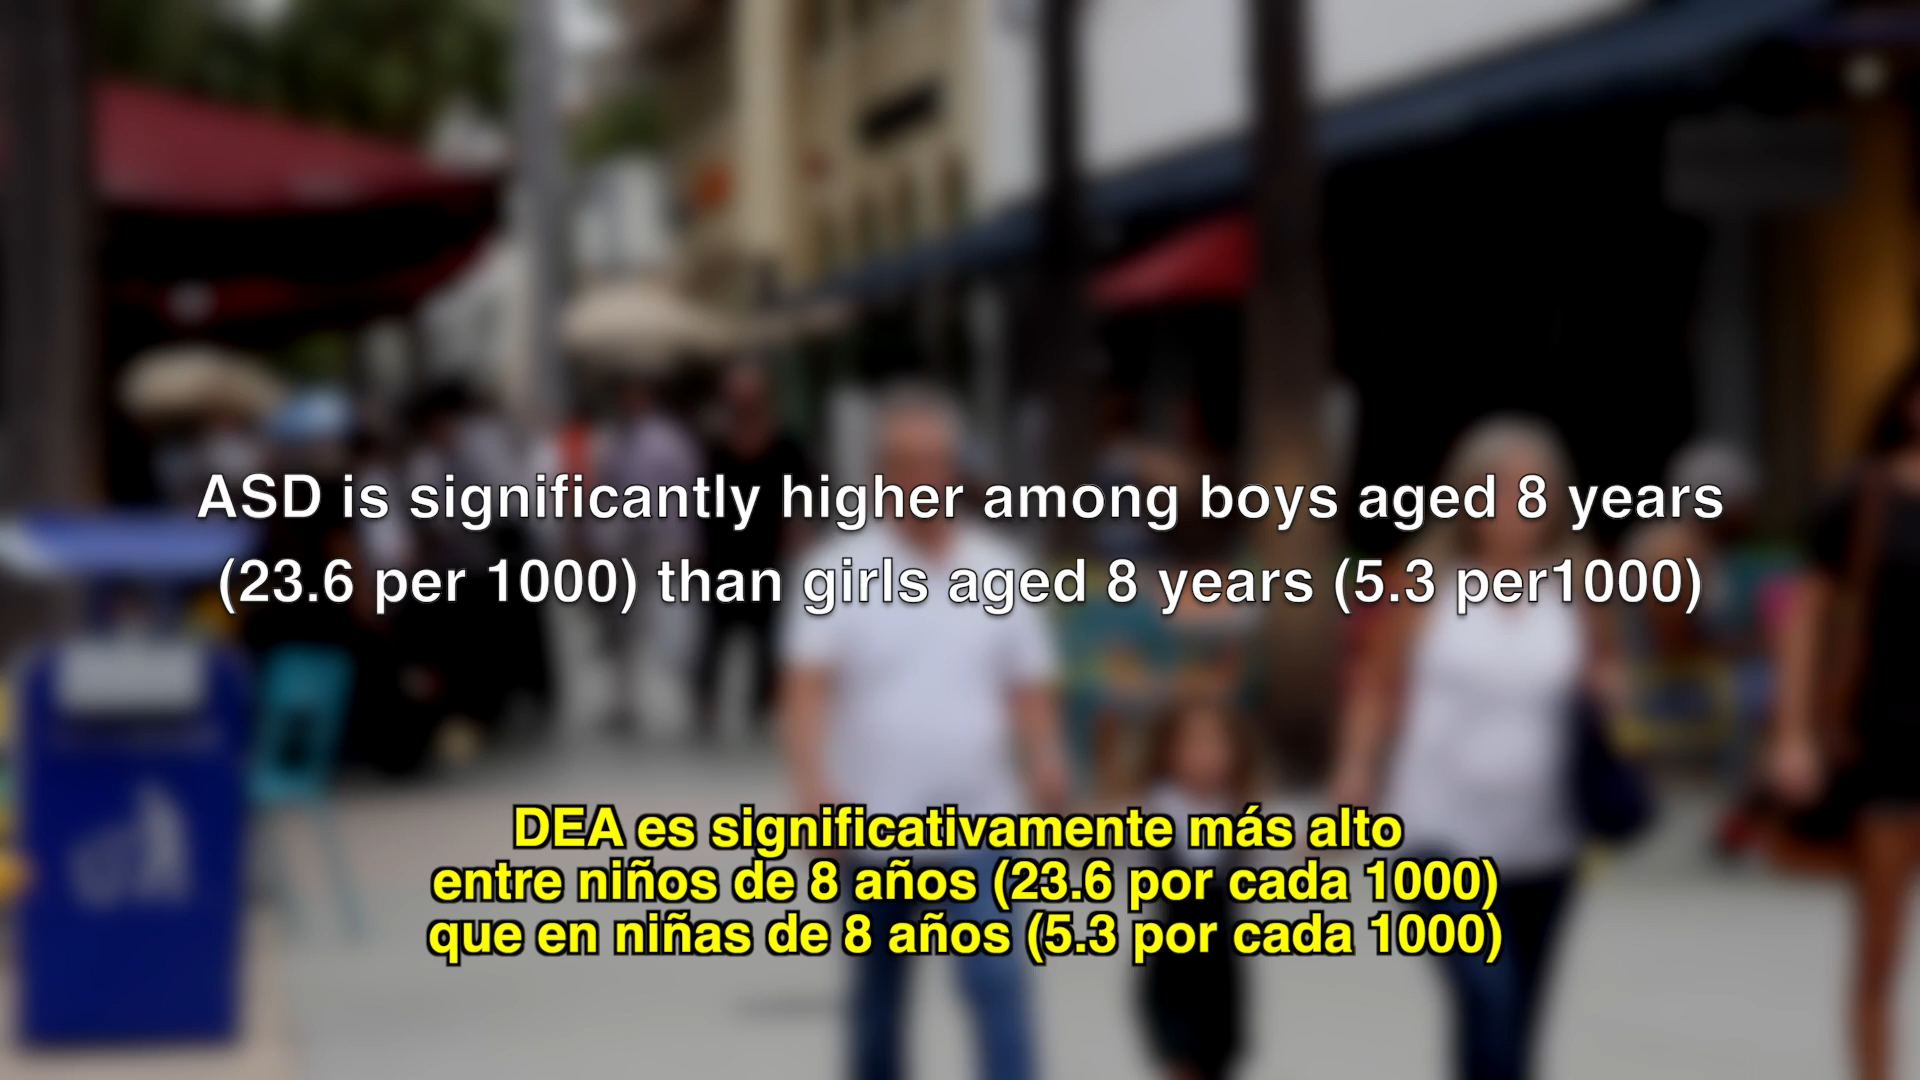 ASD is significantly higher among boys aged 8 years
(23.6 per 1000) than girls aged 8 years (5.3 per1000)
DEA es significativamente más alto
entre niños de 8 años (23.6 por cada 1000)
que en niñas de 8 años (5.3 por cada 1000)